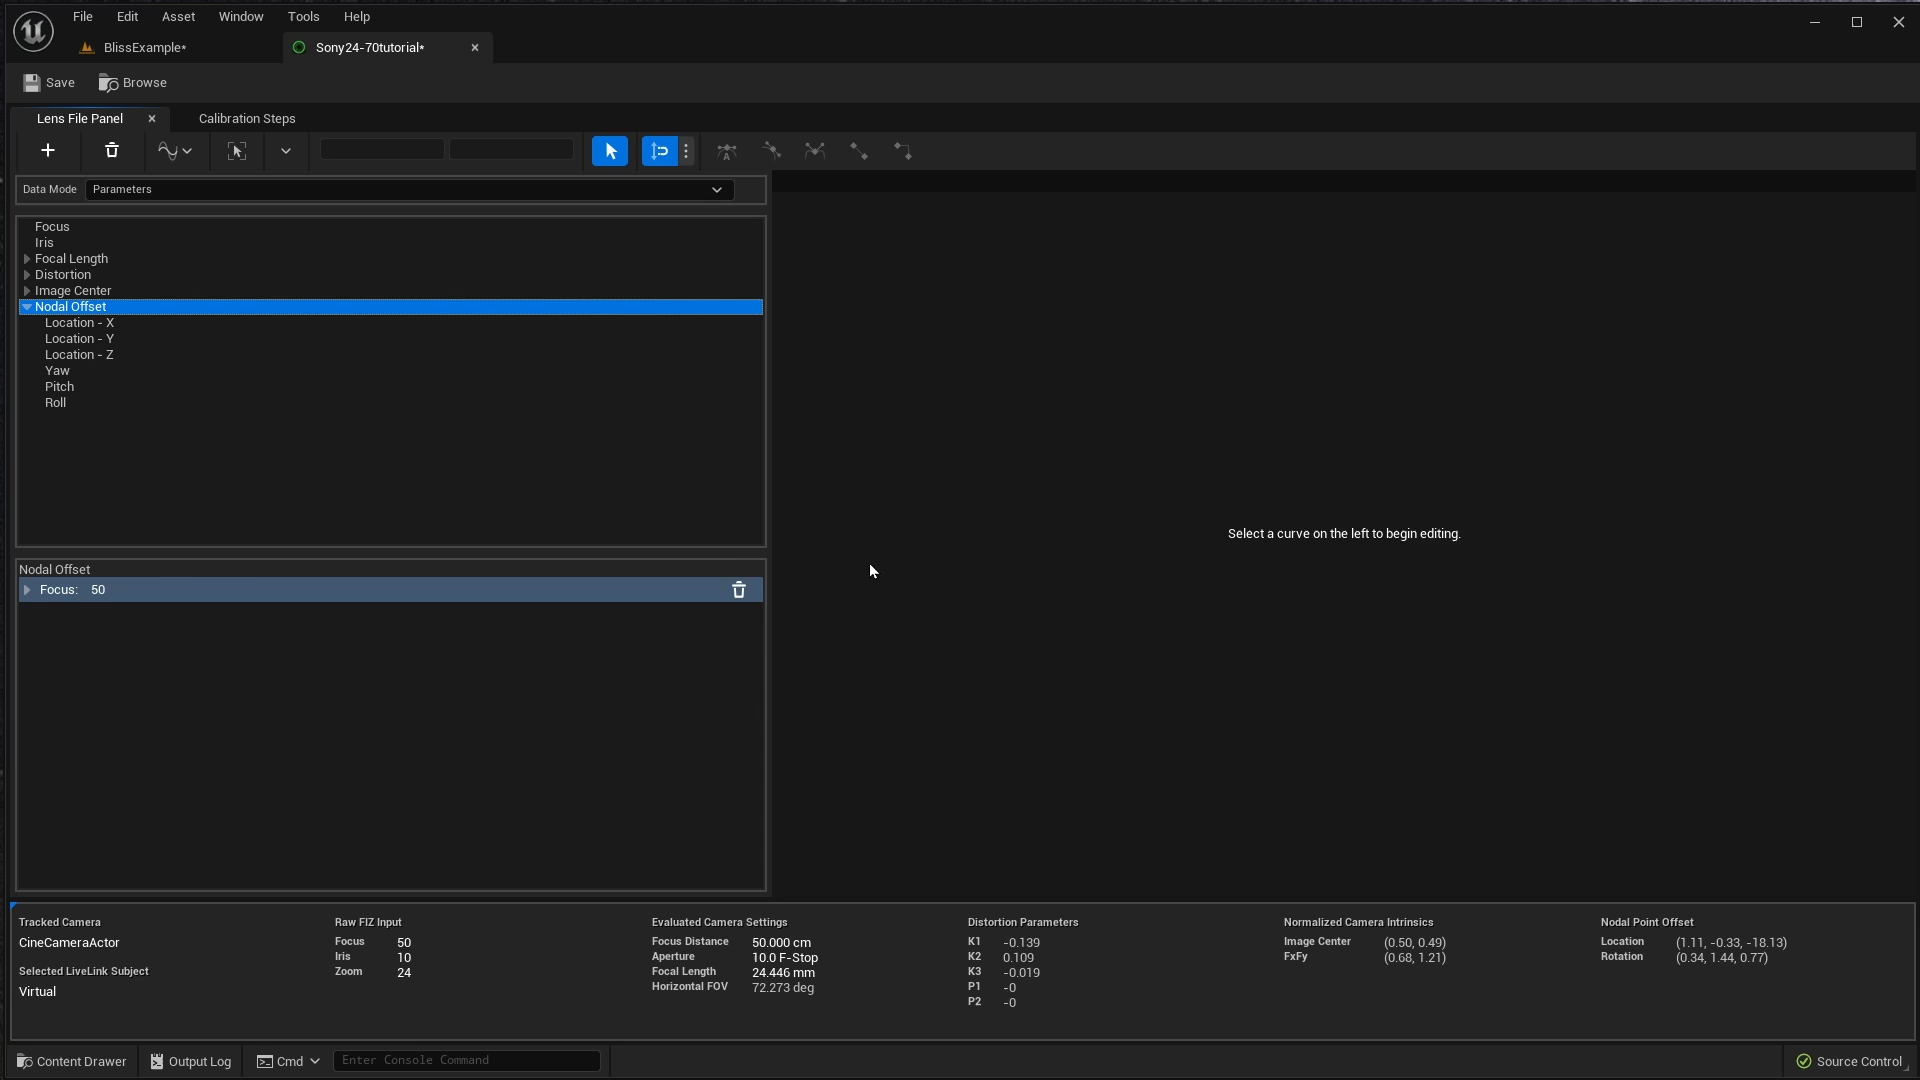 File Edit Asset Window Tools Help
BlissExample* Sony24-70tutorial*
Save Browse
Lens File Panel Calibration Steps
Data Mode Parameters
Focus
Iris
Focal Length
Distortion
Image Center
Nodal Offset
Location - X
Location - Y
Location - Z
Yaw
Pitch
Roll
Select a curve on the left to begin editing.
Nodal Offset
Focus: 50
Tracked Camera
CineCameraActor
Selected LiveLink Subject
Virtual
Raw FIZ Input
Focus 50
Iris 10
Zoom 24
Evaluated Camera Settings
Focus Distance 50.000 cm
Aperture 10.0 F-Stop
Focal Length 24.446 mm
Horizontal FOV 72.273 deg
Distortion Parameters
K1 -0.139
K2 0.109
K3 -0.019
P1 -0
P2 -0
Normalized Camera Intrinsics
Image Center (0.50, 0.49)
FxFy (0.68, 1.21)
Nodal Point Offset
Location (1.11, -0.33, -18.13)
Rotation (0.34, 1.44, 0.77)
Content Drawer Output Log Cmd Enter Console Command Source Control